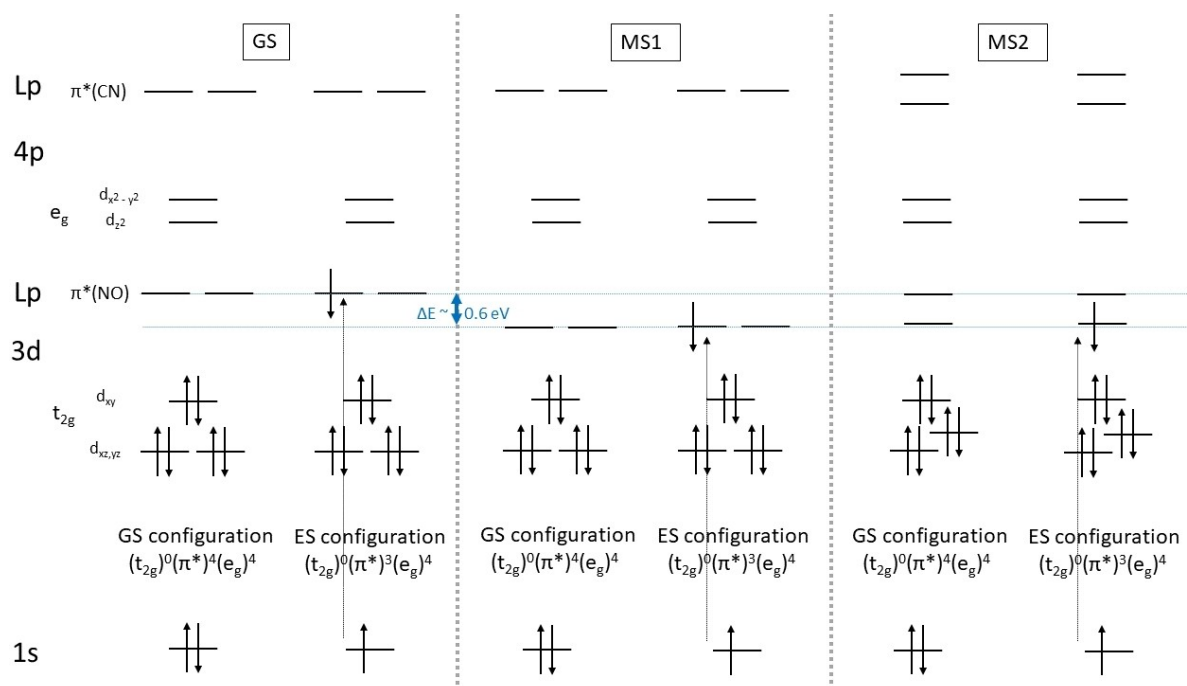 GS
MS1
MS2
Lp π*(CN)
4p
e_g
d_x²-y²
d_z²
Lp π*(NO)
ΔE ~ 0.6 eV
3d
t_2g
d_xy
d_xz,yz
GS configuration
(t_2g)⁰(π*)⁴(e_g)⁴
ES configuration
(t_2g)⁰(π*)³(e_g)⁴
GS configuration
(t_2g)⁰(π*)⁴(e_g)⁴
ES configuration
(t_2g)⁰(π*)³(e_g)⁴
GS configuration
(t_2g)⁰(π*)⁴(e_g)⁴
ES configuration
(t_2g)⁰(π*)³(e_g)⁴
1s